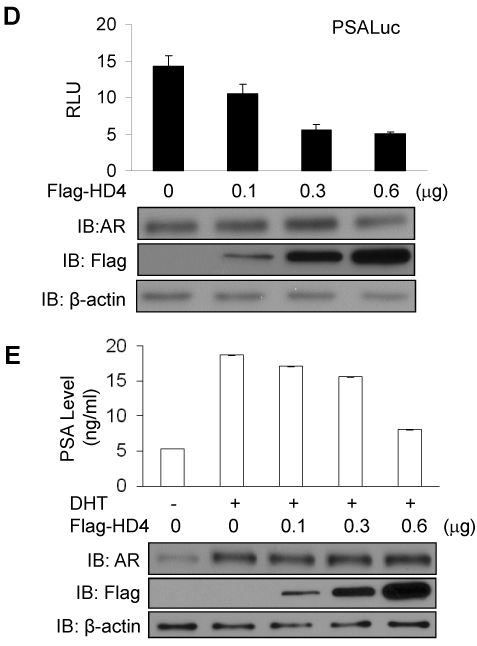 D
PSALuc
20
15
10
5
0
RLU
Flag-HD4 0 0.1 0.3 0.6 (μg)
IB:AR
IB: Flag
IB: β-actin
E
20
15
10
5
0
PSA Level
(ng/ml)
DHT - + + + +
Flag-HD4 0 0 0.1 0.3 0.6 (μg)
IB: AR
IB: Flag
IB: β-actin